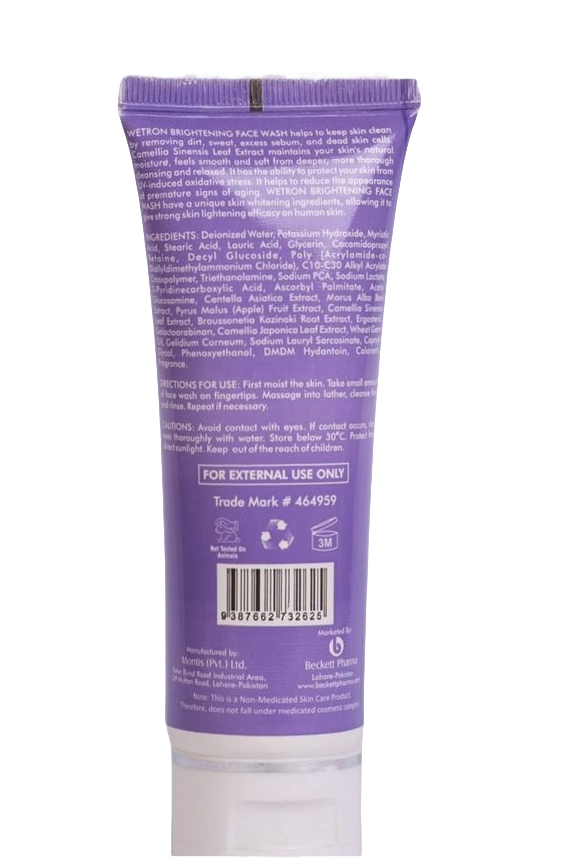 WETRON BRIGHTENING FACE WASH helps to keep skin clean
by removing dirt, sweat, excess sebum, and dead skin cells.
Camellia Sinensis Leaf Extract maintains your skin's natural
moisture, feels smooth and soft from deeper, more thorough
cleansing and relaxed. It has the ability to protect your skin from
UV-induced oxidative stress. It helps to reduce the appearance
of premature signs of aging. WETRON BRIGHTENING FACE
WASH have a unique skin whitening ingredients, allowing it to
give strong skin lightening efficacy on human skin.
INGREDIENTS: Deionized Water, Potassium Hydroxide, Myristic
Acid, Stearic Acid, Lauric Acid, Glycerin, Cocamidopropyl
Betaine, Decyl Glucoside, Poly (Acrylamide-co-
Diallyldimethylammonium Chloride), C10-C30 Alkyl Acrylate
Crosspolymer, Triethanolamine, Sodium PCA, Sodium Lactate,
Pyridinecarboxylic Acid, Ascorbyl Palmitate, Acetyl
Glucosamine, Centella Asiatica Extract, Morus Alba Bark
Extract, Pyrus Malus (Apple) Fruit Extract, Camellia Sinensis
Leaf Extract, Broussonetia Kazinoki Root Extract,
Galactoarabinan, Camellia Japonica Leaf Extract, Wheat Germ
Oil, Gelidium Corneum, Sodium Lauryl Sarcosinate,
Glycol, Phenoxyethanol, DMDM Hydantoin,
Fragrance.
DIRECTIONS FOR USE: First moist the skin. Take small amount
of face wash on fingertips. Massage into lather, cleanse
and rinse. Repeat if necessary.
CAUTIONS: Avoid contact with eyes. If contact occurs,
eyes thoroughly with water. Store below 30°C. Protect
direct sunlight. Keep out of the reach of children.
FOR EXTERNAL USE ONLY
Trade Mark # 464959
Not Tested On
Animals
3M
9 387662 732625
Marketed By:
b
Beckett Pharma
Lahore-Pakistan
www.beckettpharma.com
Manufactured by:
Montis (Pvt.) Ltd.
Road Industrial Area,
Multan Road, Lahore-Pakistan
Note: This is a Non-Medicated Skin Care Product.
Therefore, does not fall under medicated cosmetic category